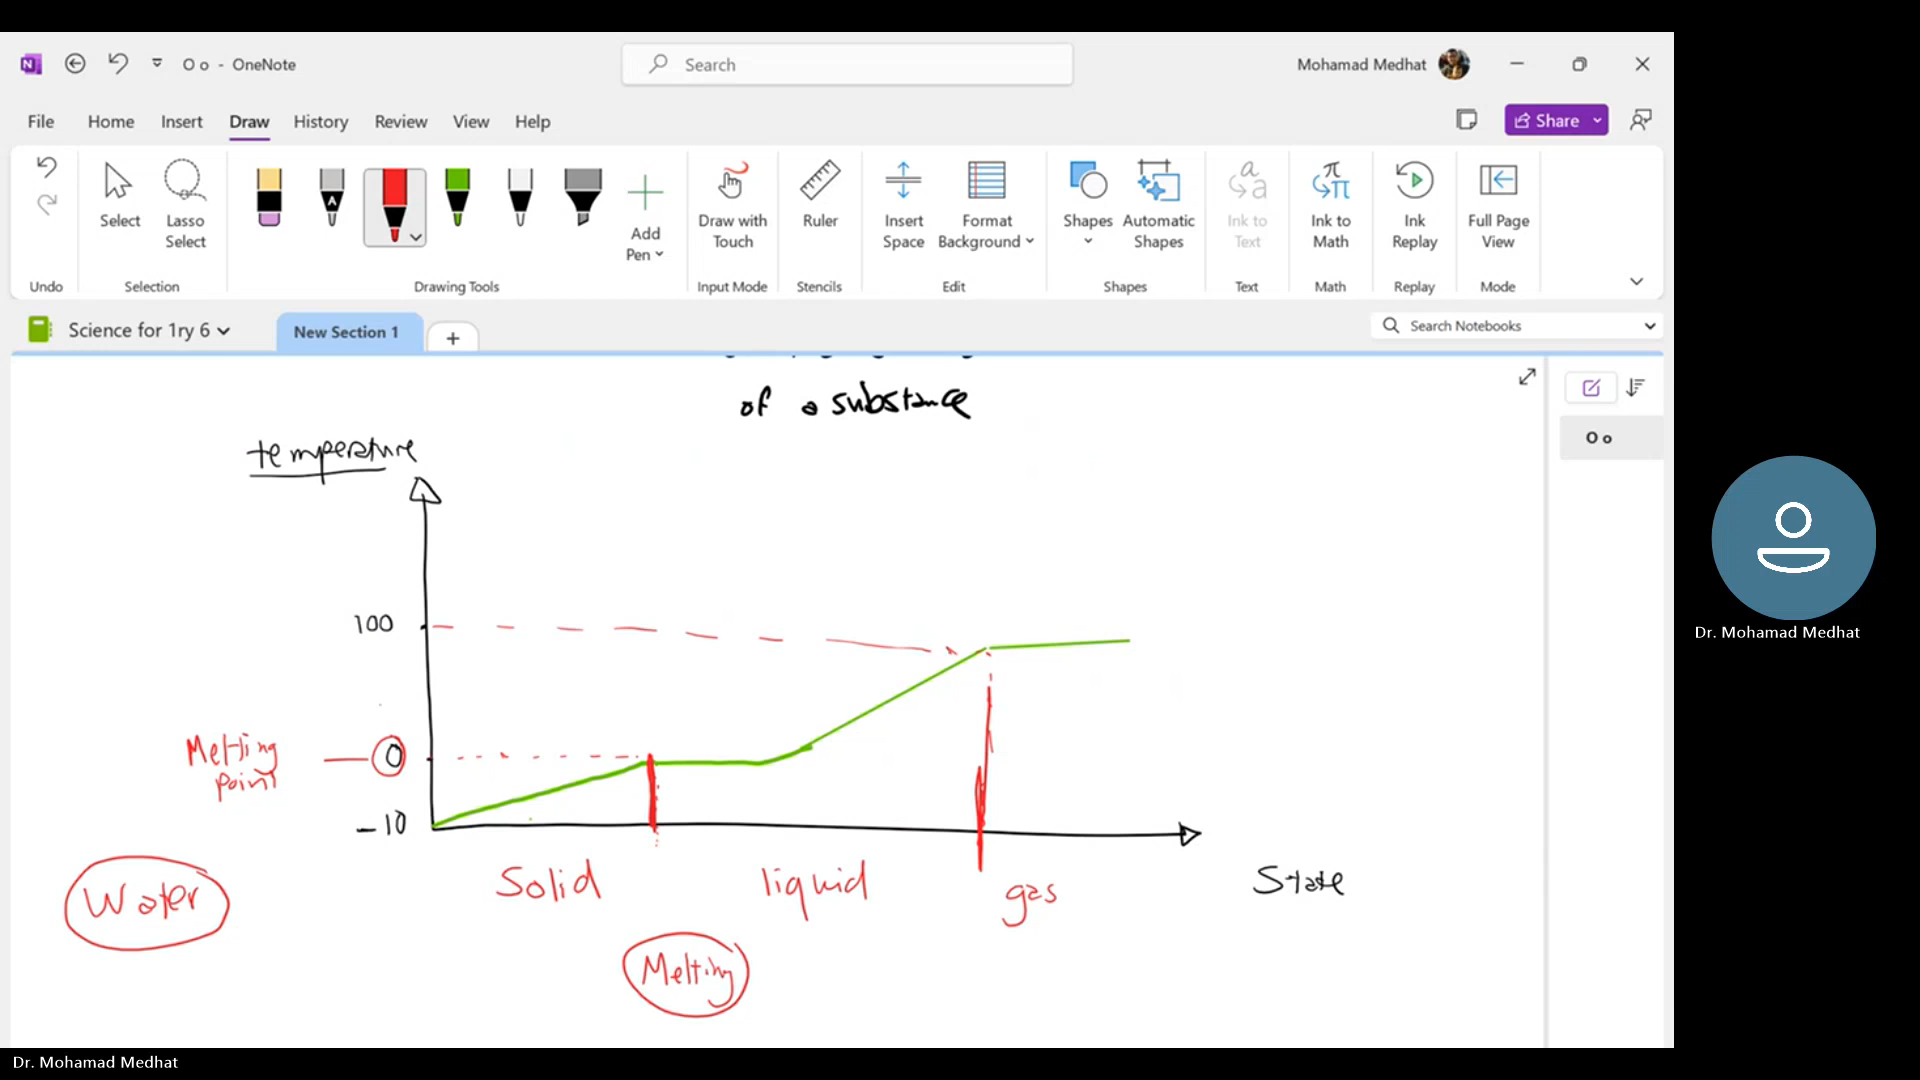 O o - OneNote
Search
Mohamad Medhat
File
Home
Insert
Draw
History
Review
View
Help
Share
Select
Lasso
Select
A
Add
Pen
Draw with
Touch
Ruler
Insert
Space
Format
Background
Shapes
Automatic
Shapes
a
a
Ink to
Text
π
π
Ink to
Math
Ink
Replay
Full Page
View
Undo
Selection
Drawing Tools
Input Mode
Stencils
Edit
Shapes
Text
Math
Replay
Mode
Science for 1ry 6
New Section 1
+
Search Notebooks
O o
of a substance
temperature
100
Melting
point
0
-10
Solid
liquid
gas
State
Water
Melting
Dr. Mohamad Medhat
Dr. Mohamad Medhat